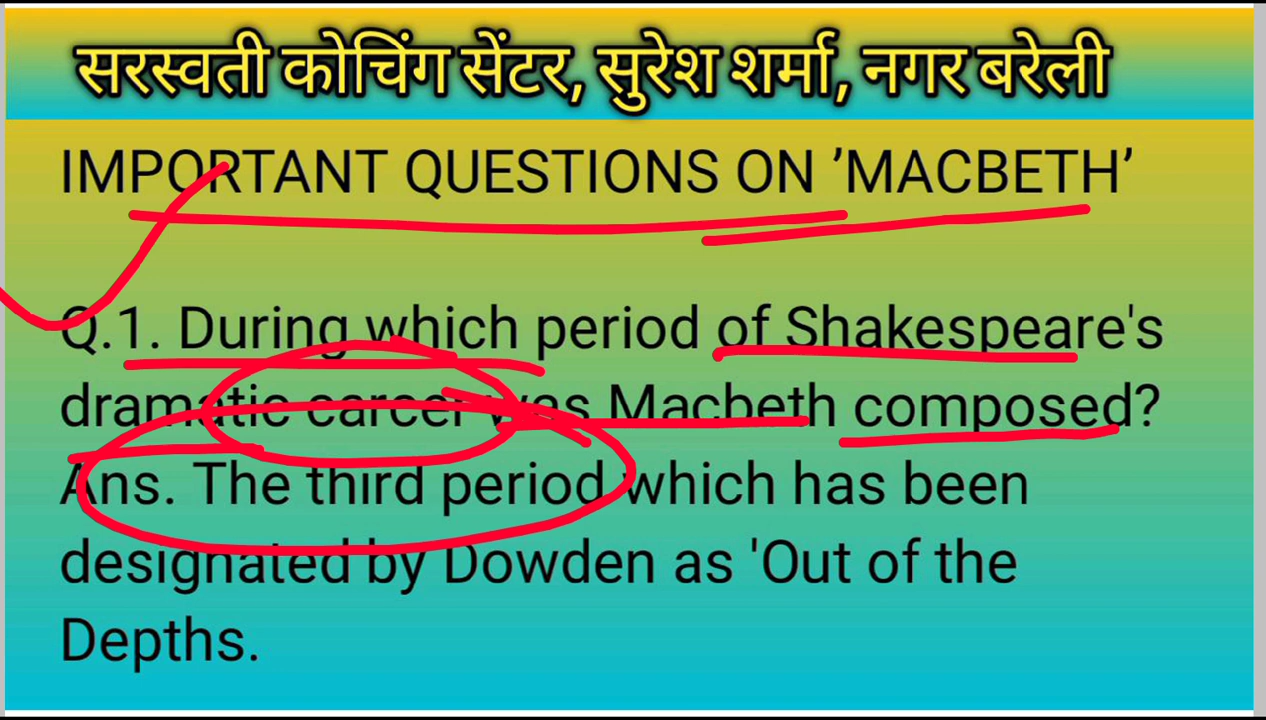 सरस्वती कोचिंग सेंटर, सुरेश शर्मा, नगर बरेली
IMPORTANT QUESTIONS ON ’MACBETH’
Q.1. During which period of Shakespeare's
dramatic career was Macbeth composed?
Ans. The third period which has been
designated by Dowden as 'Out of the
Depths.